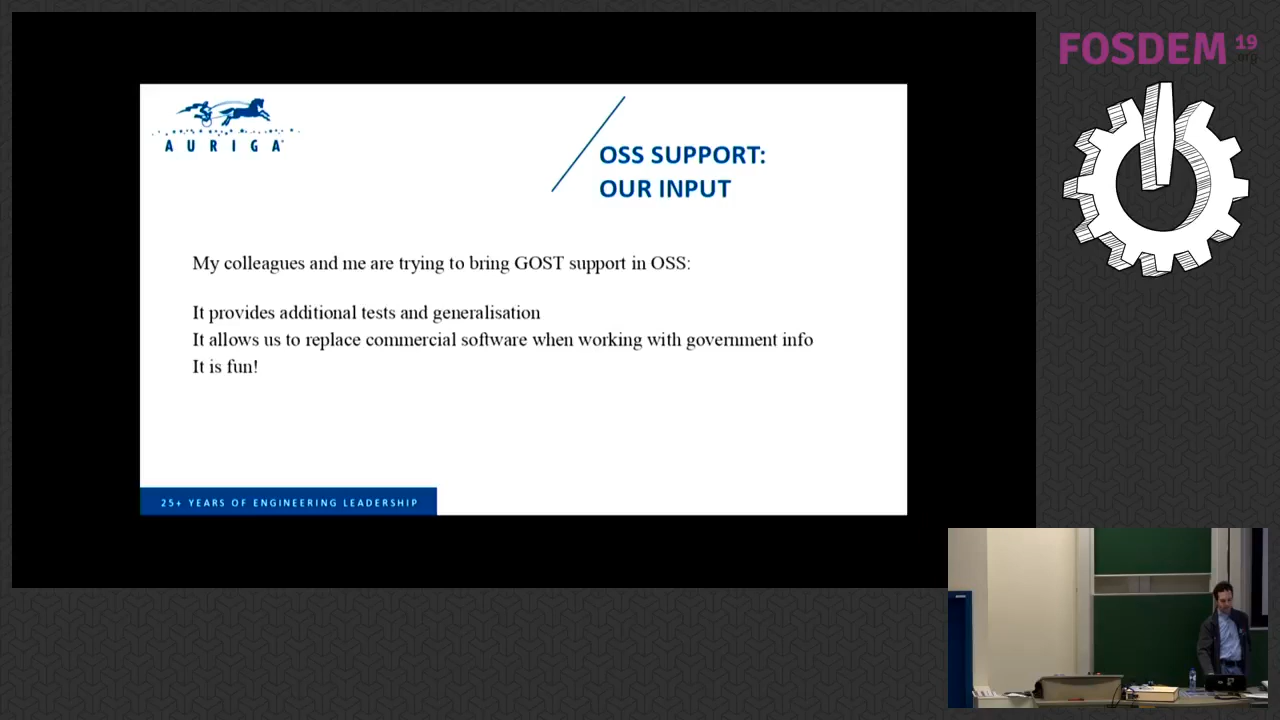 FOSDEM 19
.org
AURIGA
OSS SUPPORT:
OUR INPUT
My colleagues and me are trying to bring GOST support in OSS:
It provides additional tests and generalisation
It allows us to replace commercial software when working with government info
It is fun!
25+ YEARS OF ENGINEERING LEADERSHIP